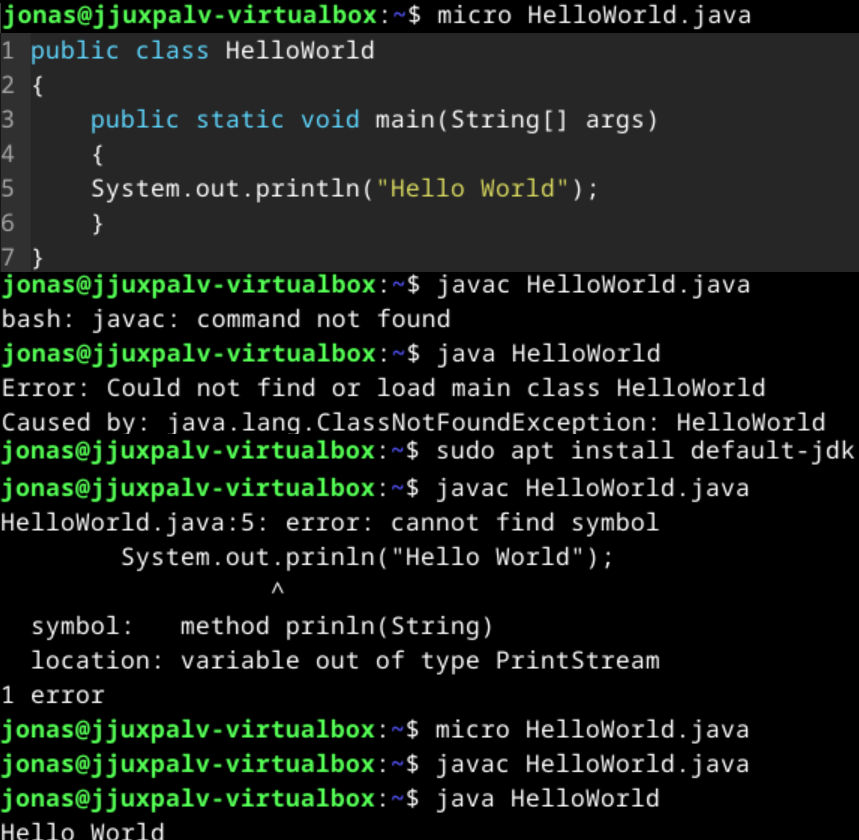 jonas@jjuxpalv-virtualbox:~$ micro HelloWorld.java
1 public class HelloWorld
2 {
3     public static void main(String[] args)
4     {
5     System.out.println("Hello World");
6     }
7 }
jonas@jjuxpalv-virtualbox:~$ javac HelloWorld.java
bash: javac: command not found
jonas@jjuxpalv-virtualbox:~$ java HelloWorld
Error: Could not find or load main class HelloWorld
Caused by: java.lang.ClassNotFoundException: HelloWorld
jonas@jjuxpalv-virtualbox:~$ sudo apt install default-jdk
jonas@jjuxpalv-virtualbox:~$ javac HelloWorld.java
HelloWorld.java:5: error: cannot find symbol
        System.out.prinln("Hello World");
                  ^
  symbol:   method prinln(String)
  location: variable out of type PrintStream
1 error
jonas@jjuxpalv-virtualbox:~$ micro HelloWorld.java
jonas@jjuxpalv-virtualbox:~$ javac HelloWorld.java
jonas@jjuxpalv-virtualbox:~$ java HelloWorld
Hello World